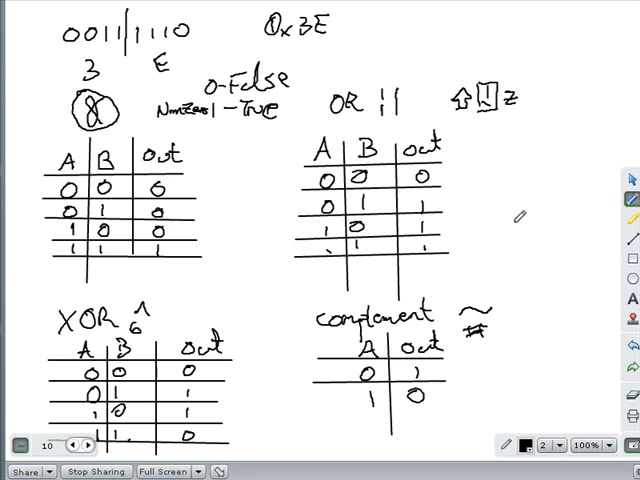 0011|1110 0x3E
3 E
0-False
& NonZero 1-True OR || Z
A B Out
0 0 0
0 1 0
1 0 0
1 1 1
A B Out
0 0 0
0 1 1
1 0 1
1 1 1
XOR ^
6
A B Out
0 0 0
0 1 1
1 0 1
1 1 0
Complement ~
A Out
0 1
1 0
10 2 100%
Share Stop Sharing Full Screen
A